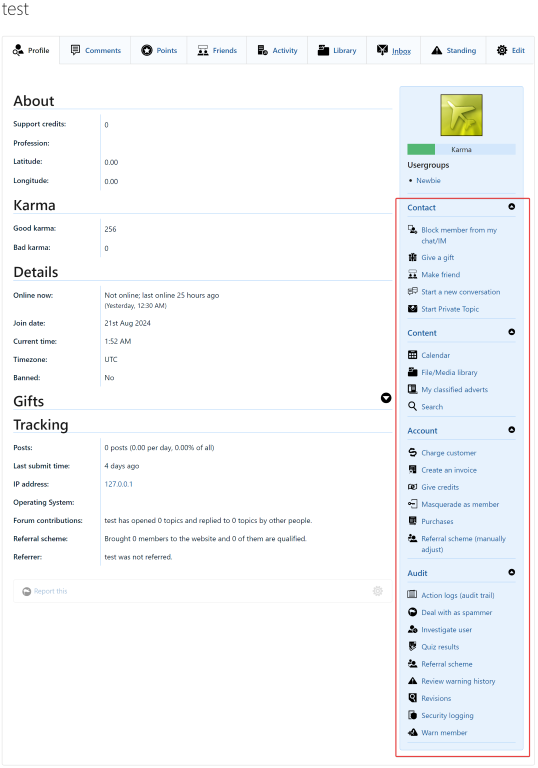 test
Profile
Comments
Points
Friends
Activity
Library
Inbox
Standing
Edit
About
Support credits: 0
Profession:
Latitude: 0.00
Longitude: 0.00
Karma
Good karma: 256
Bad karma: 0
Details
Online now: Not online; last online 25 hours ago
(Yesterday, 12:30 AM)
Join date: 21st Aug 2024
Current time: 1:52 AM
Timezone: UTC
Banned: No
Gifts
Tracking
Posts: 0 posts (0.00 per day, 0.00% of all)
Last submit time: 4 days ago
IP address: 127.0.0.1
Operating System:
Forum contributions: test has opened 0 topics and replied to 0 topics by other people.
Referral scheme: Brought 0 members to the website and 0 of them are qualified.
Referrer: test was not referred.
Report this
Karma
Usergroups
• Newbie
Contact
Block member from my
chat/IM
Give a gift
Make friend
Start a new conversation
Start Private Topic
Content
Calendar
File/Media library
My classified adverts
Search
Account
Charge customer
Create an invoice
Give credits
Masquerade as member
Purchases
Referral scheme (manually
adjust)
Audit
Action logs (audit trail)
Deal with as spammer
Investigate user
Quiz results
Referral scheme
Review warning history
Revisions
Security logging
Warn member